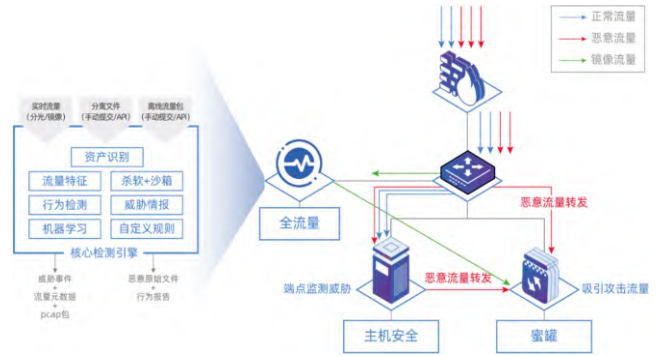 正常流量
恶意流量
镜像流量
实时流量
(分光/镜像)
分离文件
(手动提交/API)
离线流量包
(手动提交/API)
资产识别
流量特征
杀软+沙箱
行为检测
威胁情报
机器学习
自定义规则
核心检测引擎
威胁事件
+
流量元数据
+
pcap包
恶意原始文件
+
行为报告
全流量
恶意流量转发
端点监测威胁
恶意流量转发
吸引攻击流量
主机安全
蜜罐